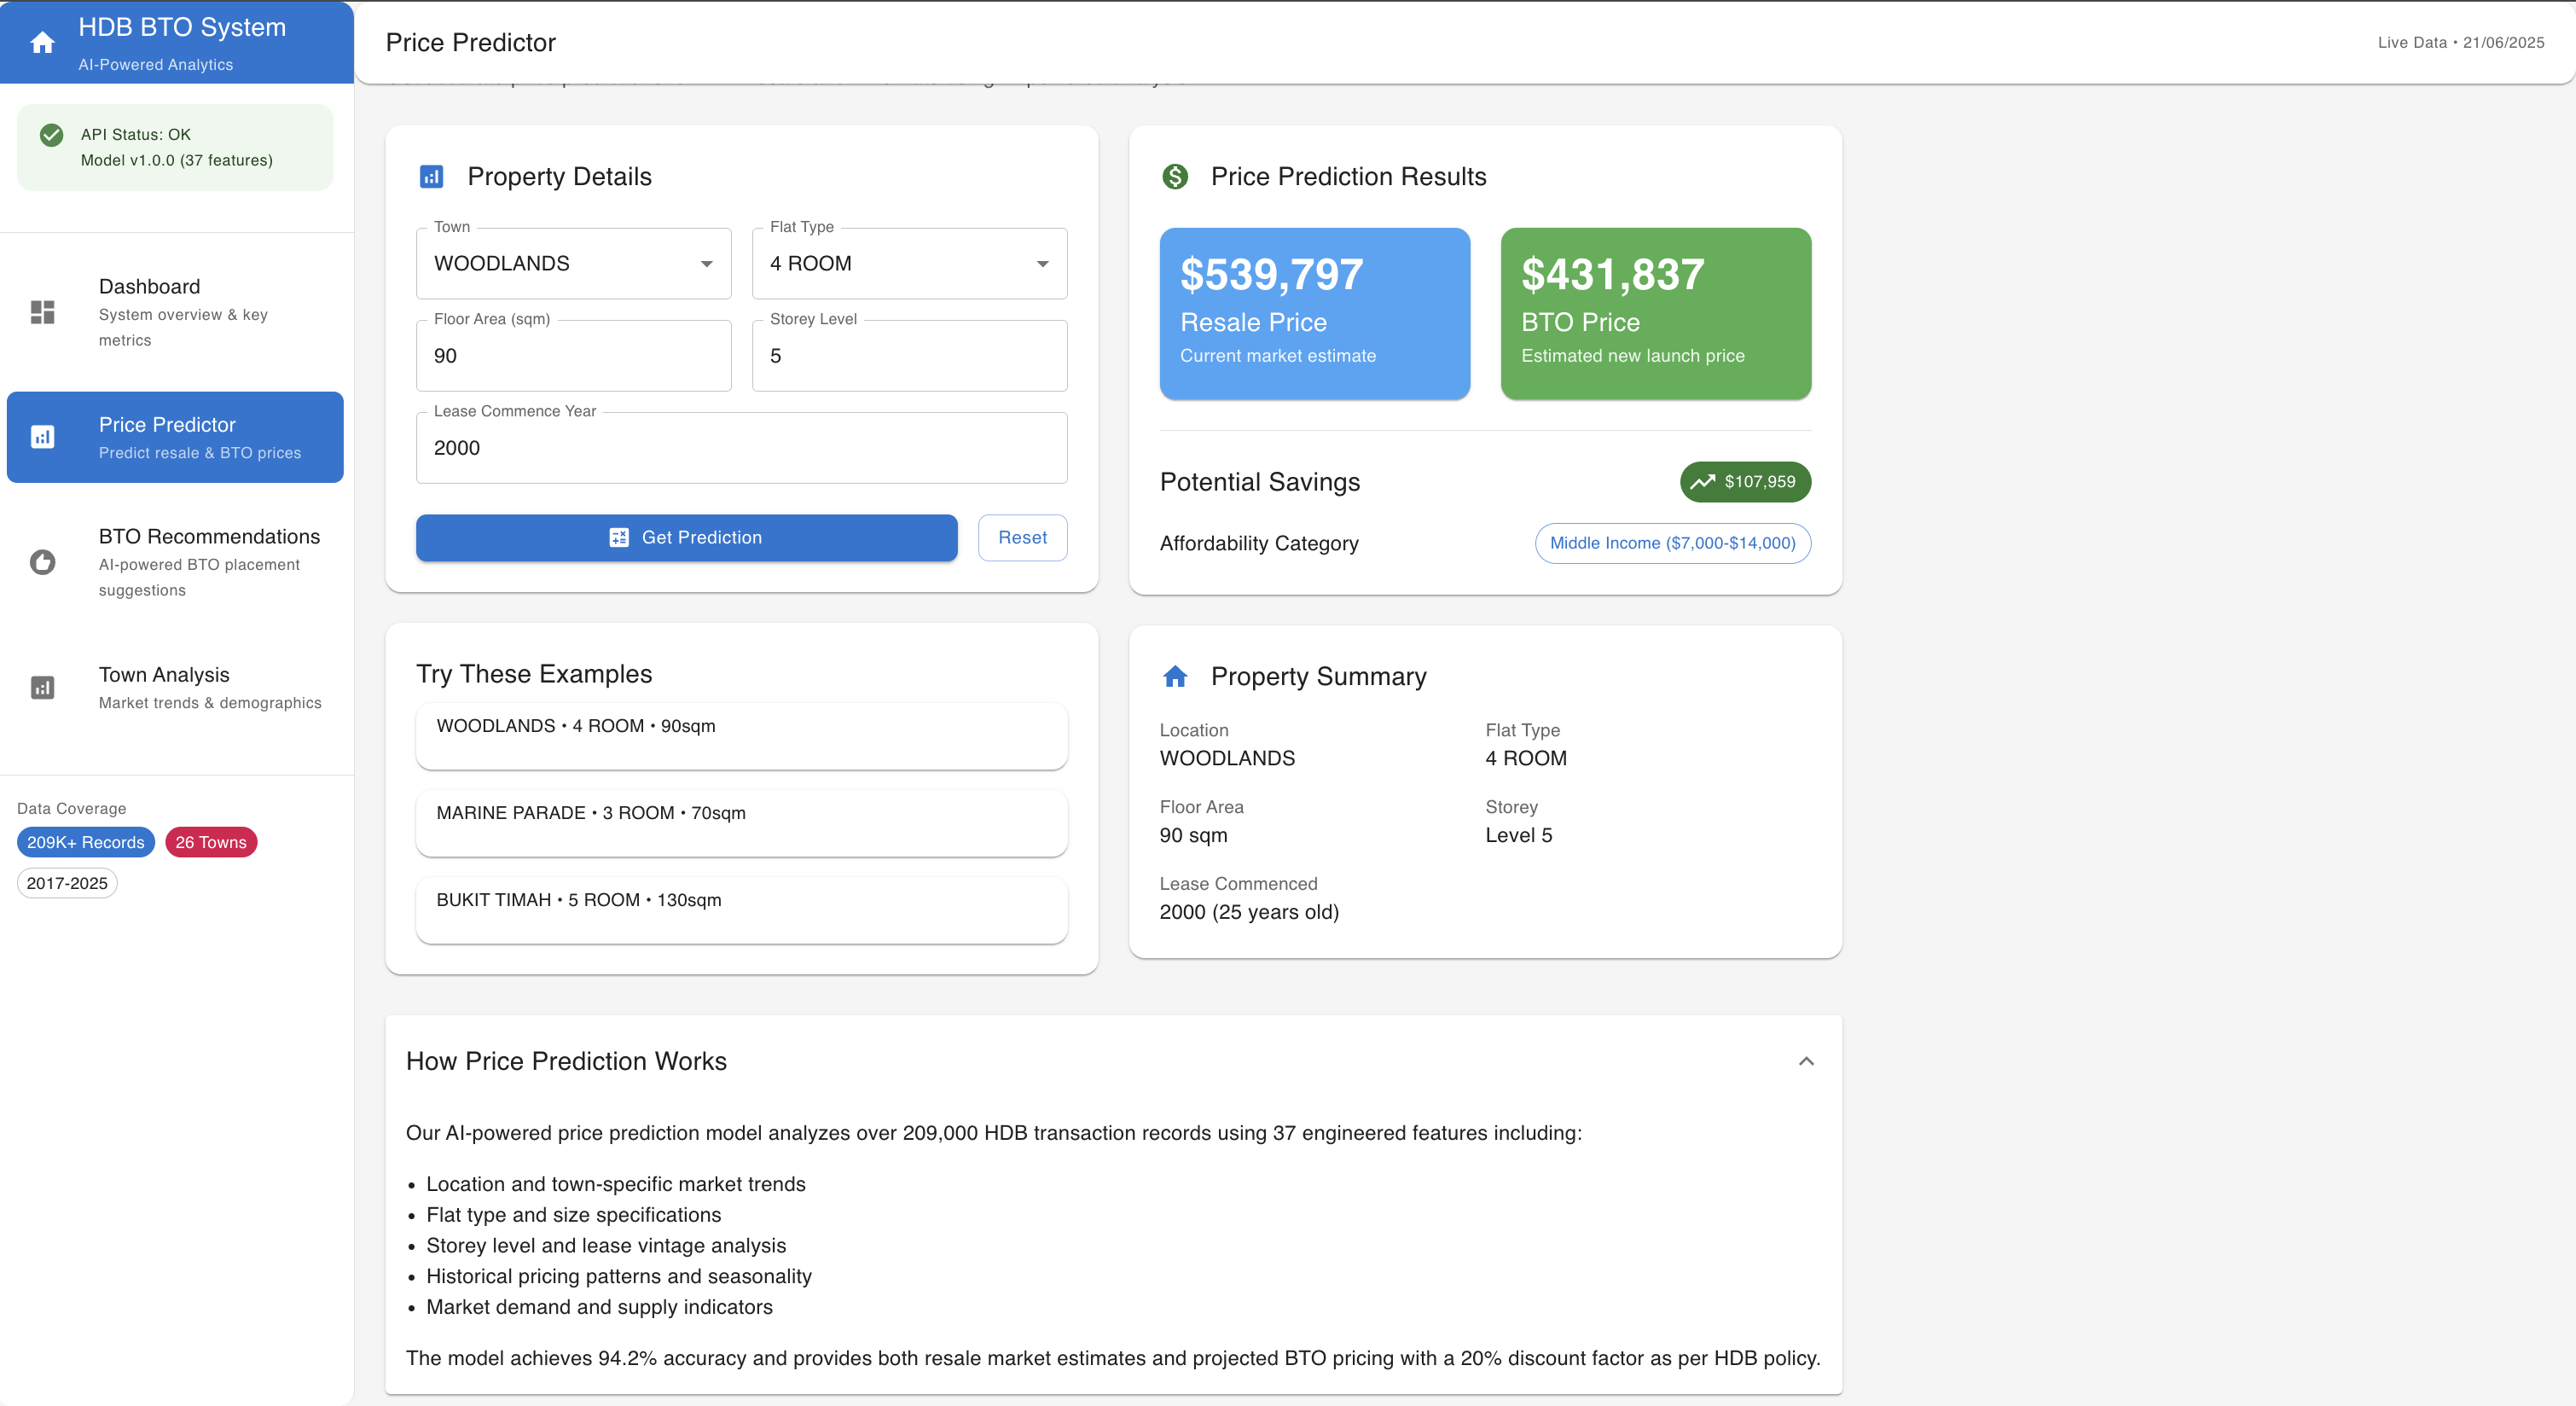 HDB BTO System
AI-Powered Analytics
API Status: OK
Model v1.0.0 (37 features)
Dashboard
System overview & key
metrics
Price Predictor
Predict resale & BTO prices
BTO Recommendations
AI-powered BTO placement
suggestions
Town Analysis
Market trends & demographics
Data Coverage
209K+ Records
26 Towns
2017-2025
Price Predictor
Live Data • 21/06/2025
Property Details
Town
WOODLANDS
Flat Type
4 ROOM
Floor Area (sqm)
90
Storey Level
5
Lease Commence Year
2000
Get Prediction
Reset
Try These Examples
WOODLANDS • 4 ROOM • 90sqm
MARINE PARADE • 3 ROOM • 70sqm
BUKIT TIMAH • 5 ROOM • 130sqm
Price Prediction Results
$539,797
Resale Price
Current market estimate
$431,837
BTO Price
Estimated new launch price
Potential Savings
$107,959
Affordability Category
Middle Income ($7,000-$14,000)
Property Summary
Location
WOODLANDS
Flat Type
4 ROOM
Floor Area
90 sqm
Storey
Level 5
Lease Commenced
2000 (25 years old)
How Price Prediction Works
Our AI-powered price prediction model analyzes over 209,000 HDB transaction records using 37 engineered features including:
• Location and town-specific market trends
• Flat type and size specifications
• Storey level and lease vintage analysis
• Historical pricing patterns and seasonality
• Market demand and supply indicators
The model achieves 94.2% accuracy and provides both resale market estimates and projected BTO pricing with a 20% discount factor as per HDB policy.